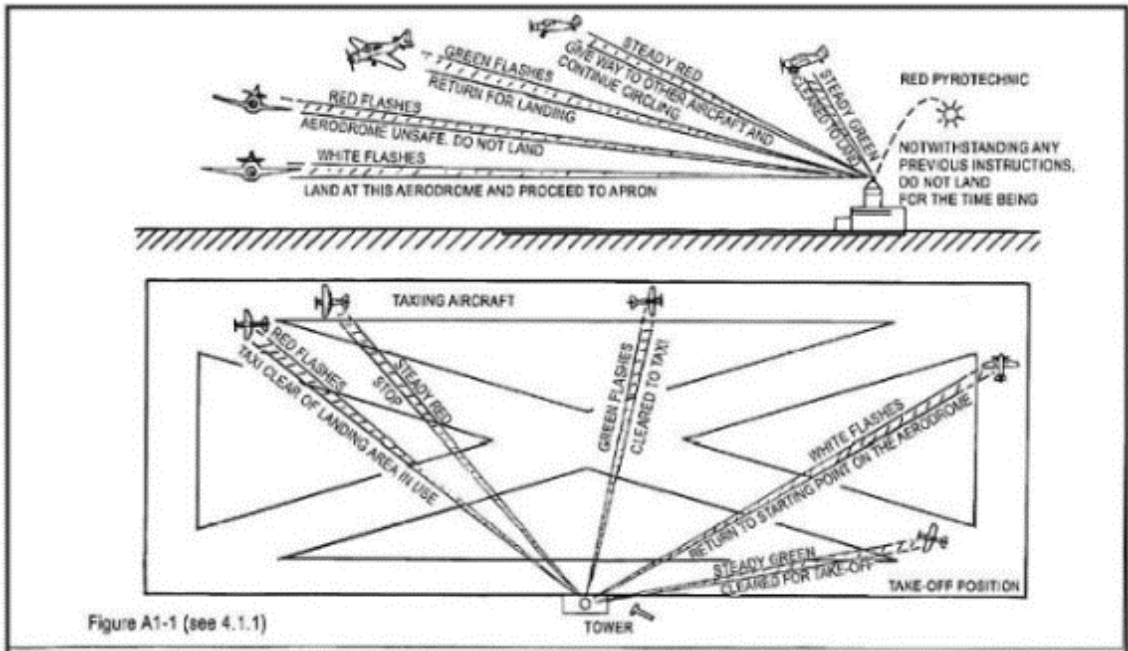 STEADY RED
GIVE WAY TO OTHER AIRCRAFT AND
CONTINUE CIRCLING
GREEN FLASHES
RETURN FOR LANDING
STEADY GREEN
CLEARED TO LAND
RED PYROTECHNIC
RED FLASHES
AERODROME UNSAFE. DO NOT LAND
WHITE FLASHES
LAND AT THIS AERODROME AND PROCEED TO APRON
NOTWITHSTANDING ANY
PREVIOUS INSTRUCTIONS,
DO NOT LAND
FOR THE TIME BEING
TAXIING AIRCRAFT
RED FLASHES
TAXI CLEAR OF LANDING AREA IN USE
STEADY RED
STOP
GREEN FLASHES
CLEARED TO TAXI
WHITE FLASHES
RETURN TO STARTING POINT ON THE AERODROME
STEADY GREEN
CLEARED FOR TAKE-OFF
TAKE-OFF POSITION
Figure A1-1 (see 4.1.1)
TOWER